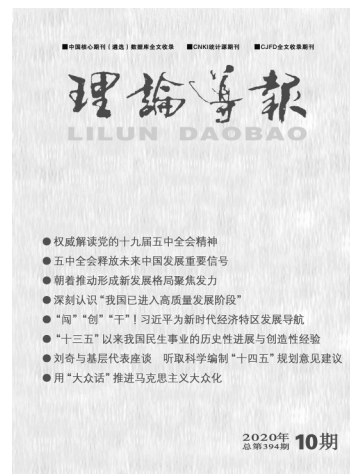 ■中国核心期刊（遴选）数据库全文收录 ■CNKI统计源期刊 ■CJFD全文收录期刊
理論导報
LILUN DAOBAO
●权威解读党的十九届五中全会精神
●五中全会释放未来中国发展重要信号
●朝着推动形成新发展格局聚焦发力
●深刻认识“我国已进入高质量发展阶段”
●“闯”“创”“干”！习近平为新时代经济特区发展导航
●“十三五”以来我国民生事业的历史性进展与创造性经验
●刘奇与基层代表座谈 听取科学编制“十四五”规划意见建议
●用“大众话”推进马克思主义大众化
2020年
总第394期 10期